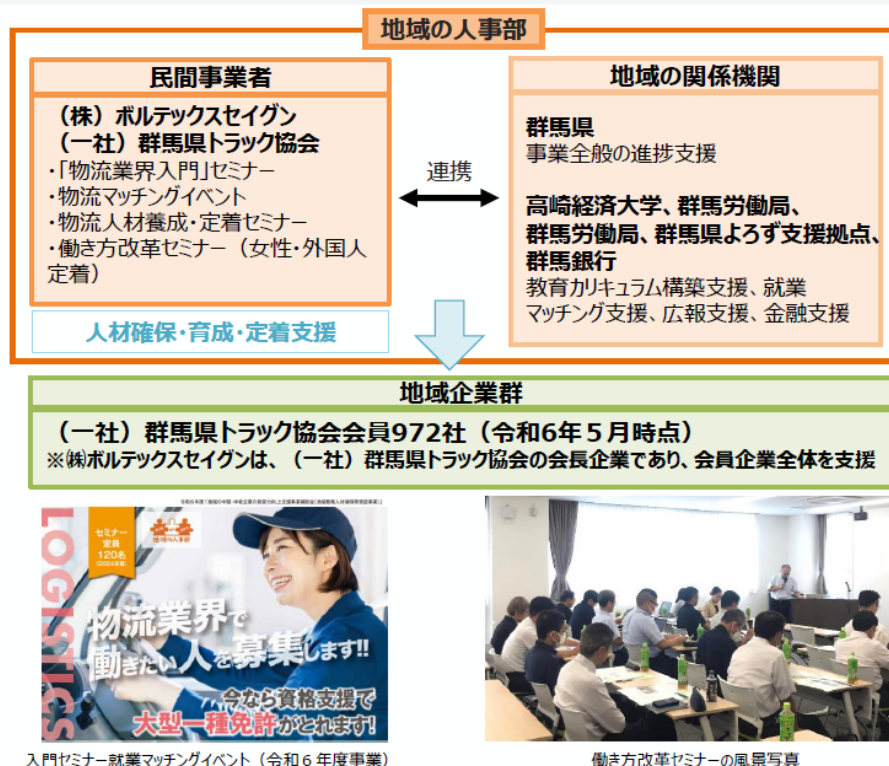 地域の人事部
民間事業者
(株)ボルテックスセイグン
(一社)群馬県トラック協会
・「物流業界入門」セミナー
・物流マッチングイベント
・物流人材養成・定着セミナー
・働き方改革セミナー(女性・外国人
定着)
人材確保・育成・定着支援
連携
地域の関係機関
群馬県
事業全般の進捗支援
高崎経済大学、群馬労働局、
群馬労働局、群馬県よろず支援拠点、
群馬銀行
教育カリキュラム構築支援、就業
マッチング支援、広報支援、金融支援
地域企業群
(一社)群馬県トラック協会会員972社(令和6年5月時点)
※㈱ボルテックスセイグンは、(一社)群馬県トラック協会の会長企業であり、会員企業全体を支援
LOGISTICS
セミナー
定員
120名
地域の人事部
物流業界で
働きたい人を募集します!!
今なら資格支援で
大型一種免許がとれます!
入門セミナー就業マッチングイベント(令和6年度事業)
働き方改革セミナーの風景写真